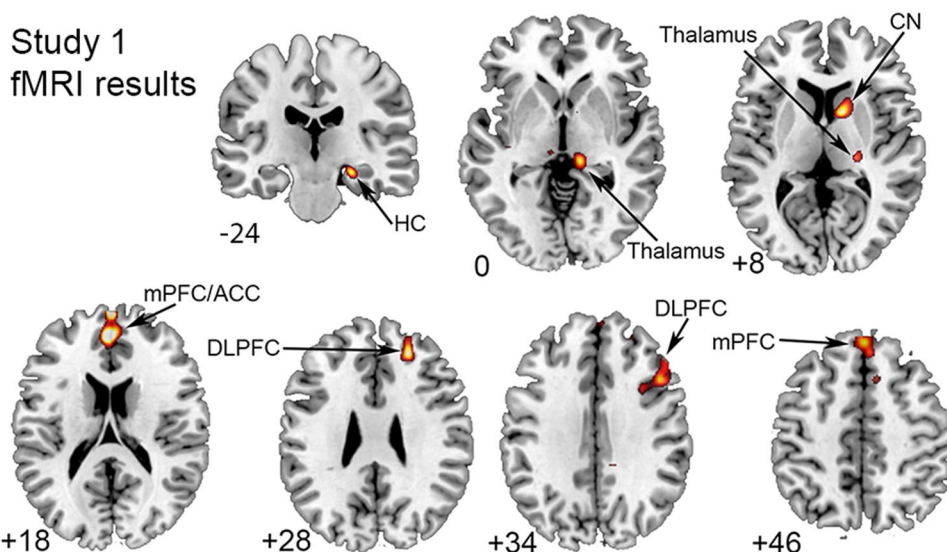 Study 1
fMRI results
-24
HC
0
Thalamus
Thalamus
CN
+8
mPFC/ACC
+18
DLPFC
+28
DLPFC
+34
mPFC
+46